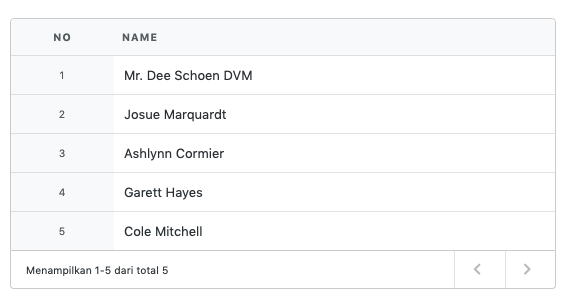 NO NAME
1 Mr. Dee Schoen DVM
2 Josue Marquardt
3 Ashlynn Cormier
4 Garett Hayes
5 Cole Mitchell
Menampilkan 1-5 dari total 5